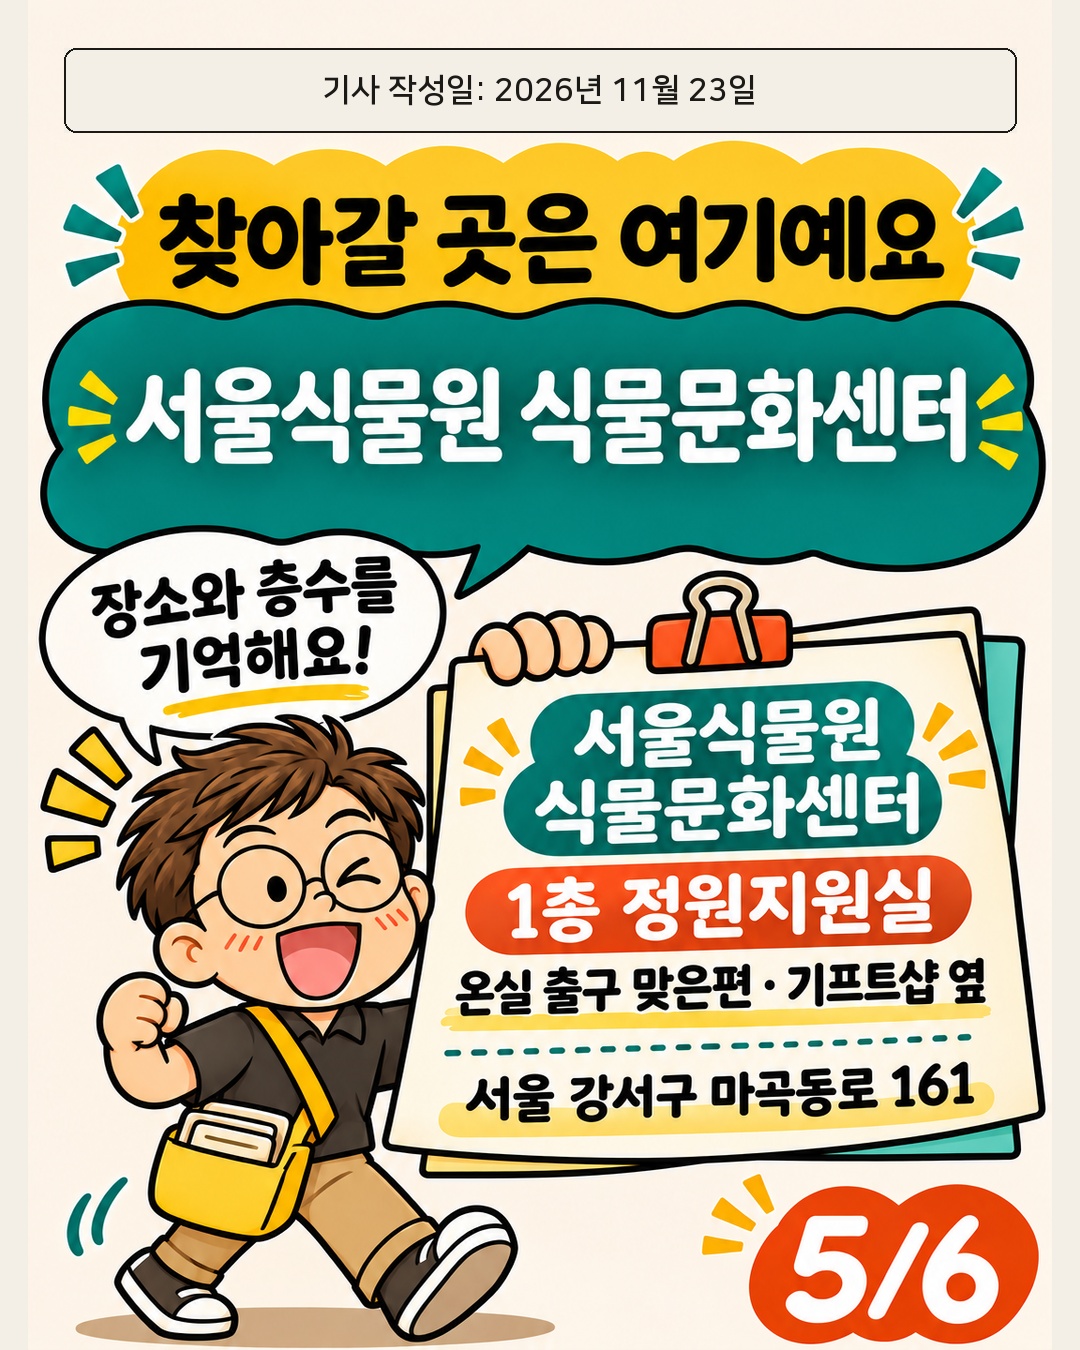 기사 작성일: 2026년 11월 23일
찾아갈 곳은 여기예요
서울식물원 식물문화센터
장소와 층수를
기억해요!
서울식물원
식물문화센터
1층 정원지원실
온실 출구 맞은편 · 기프트샵 옆
서울 강서구 마곡동로 161
5/6